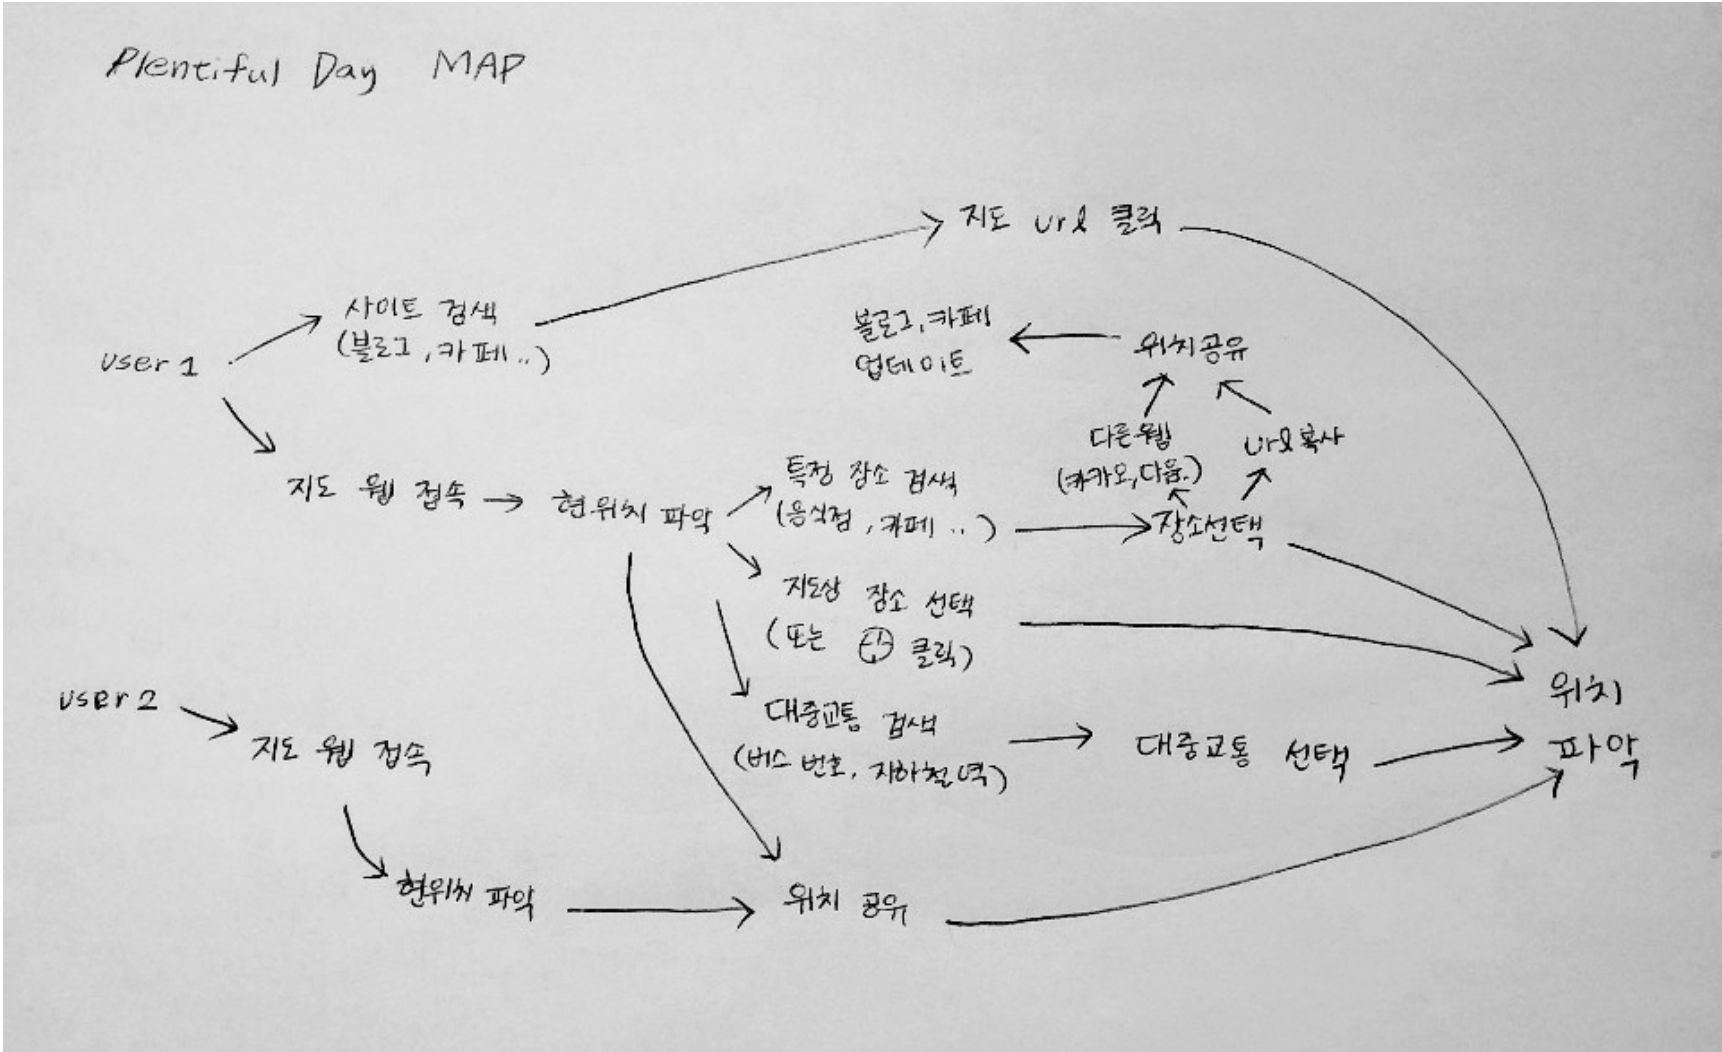 Plentiful Day MAP
지도 url 클릭
사이트 검색
(블로그, 카페..)
user 1
블로그, 카페
업데이트
위치공유
다른 웹
(카카오, 다음.)
url 복사
지도 웹 접속
현위치 파악
특정 장소 검색
(음식점, 카페..)
장소선택
지도상 장소 선택
(또는 클릭)
대중교통 검색
(버스 번호, 지하철 역)
대중교통 선택
위치
파악
user 2
지도 웹 접속
현위치 파악
위치 공유